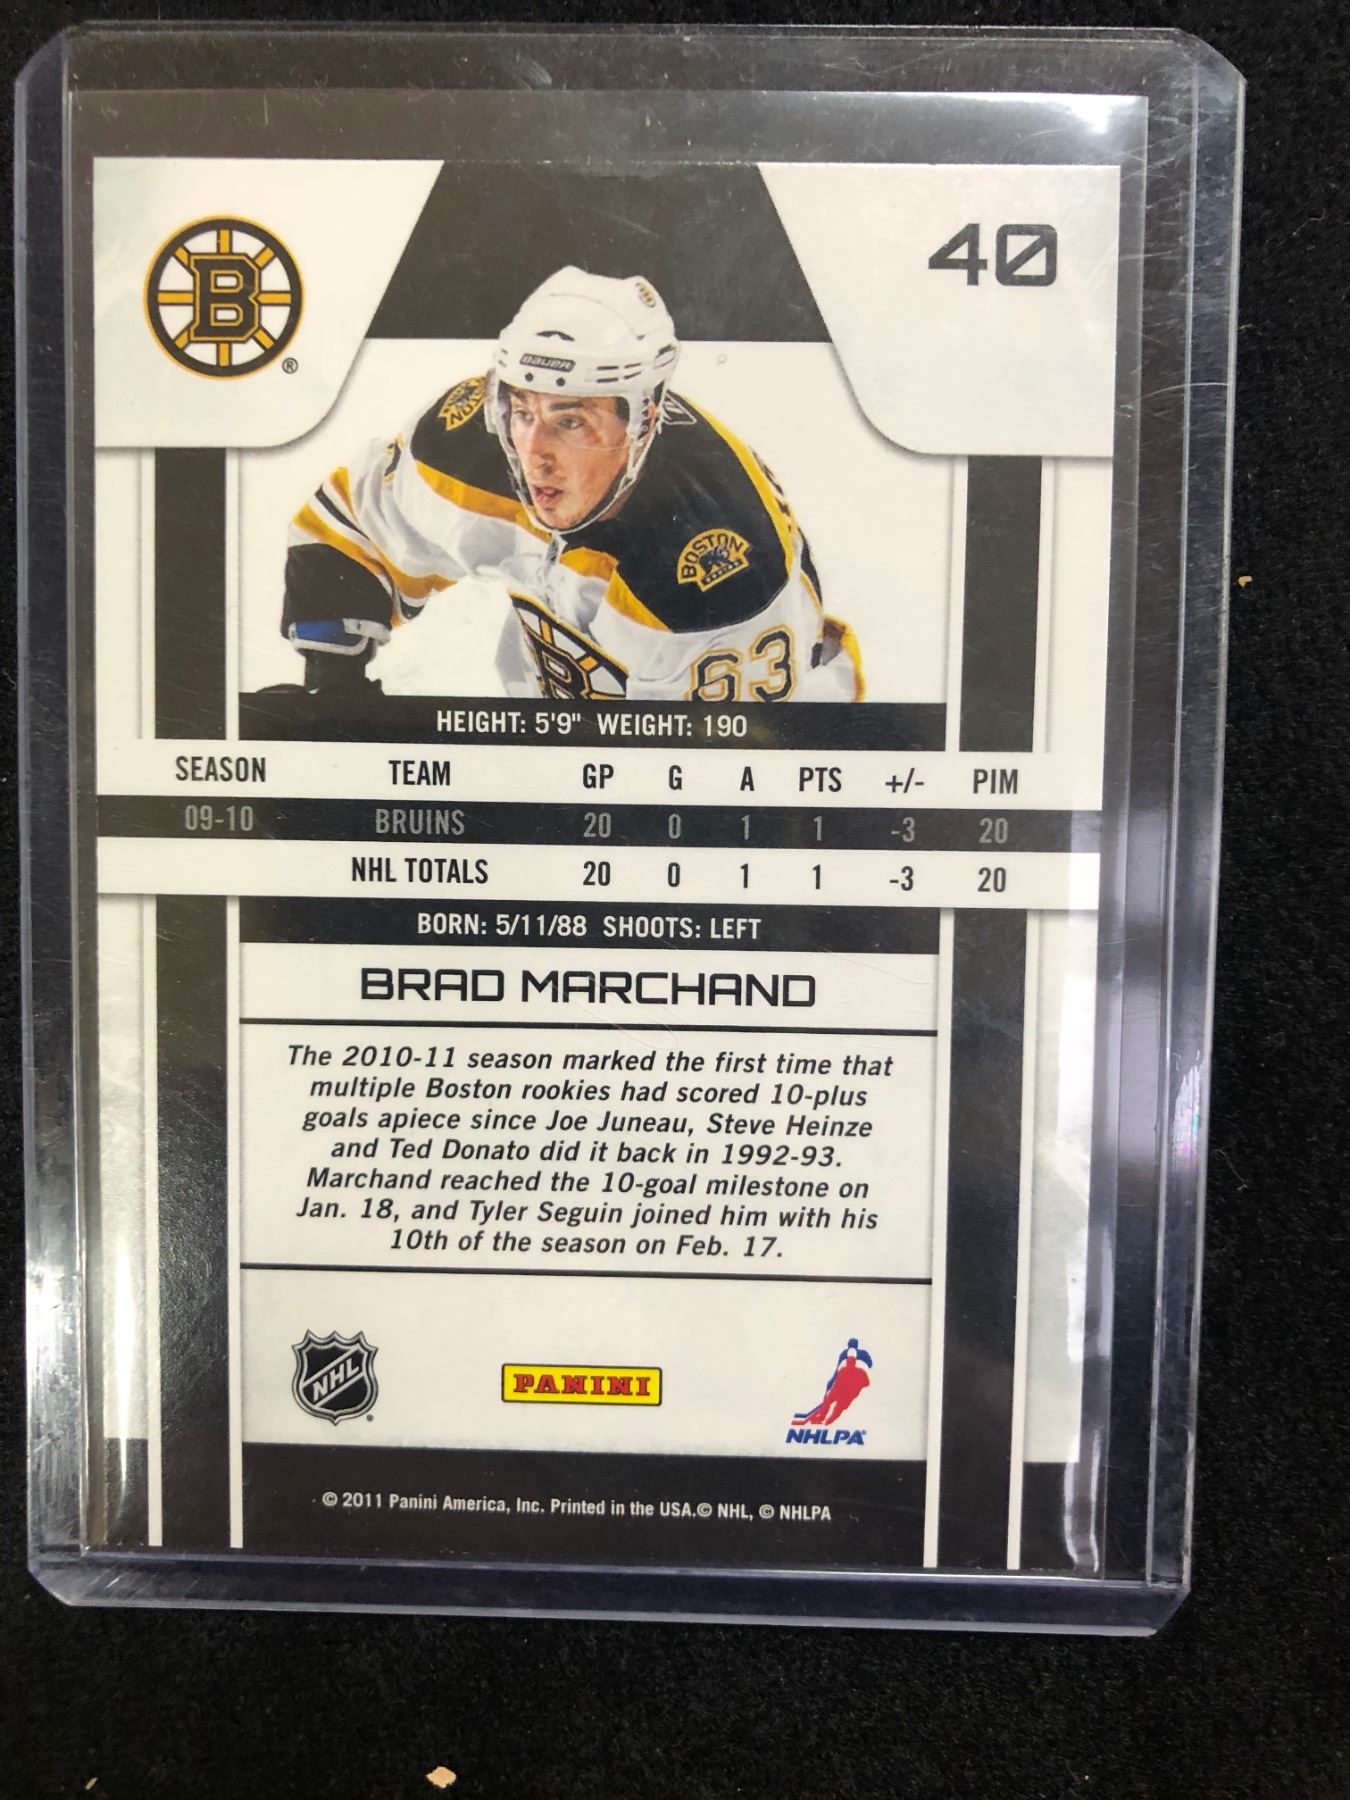 B
®
40
BAUER
BOSTON
BOSTON
63
HEIGHT: 5'9" WEIGHT: 190
SEASON TEAM GP G A PTS +/- PIM
09-10 BRUINS 20 0 1 1 -3 20
NHL TOTALS 20 0 1 1 -3 20
BORN: 5/11/88 SHOOTS: LEFT
BRAD MARCHAND
The 2010-11 season marked the first time that
multiple Boston rookies had scored 10-plus
goals apiece since Joe Juneau, Steve Heinze
and Ted Donato did it back in 1992-93.
Marchand reached the 10-goal milestone on
Jan. 18, and Tyler Seguin joined him with his
10th of the season on Feb. 17.
NHL
PANINI
NHLPA
© 2011 Panini America, Inc. Printed in the USA.© NHL, © NHLPA